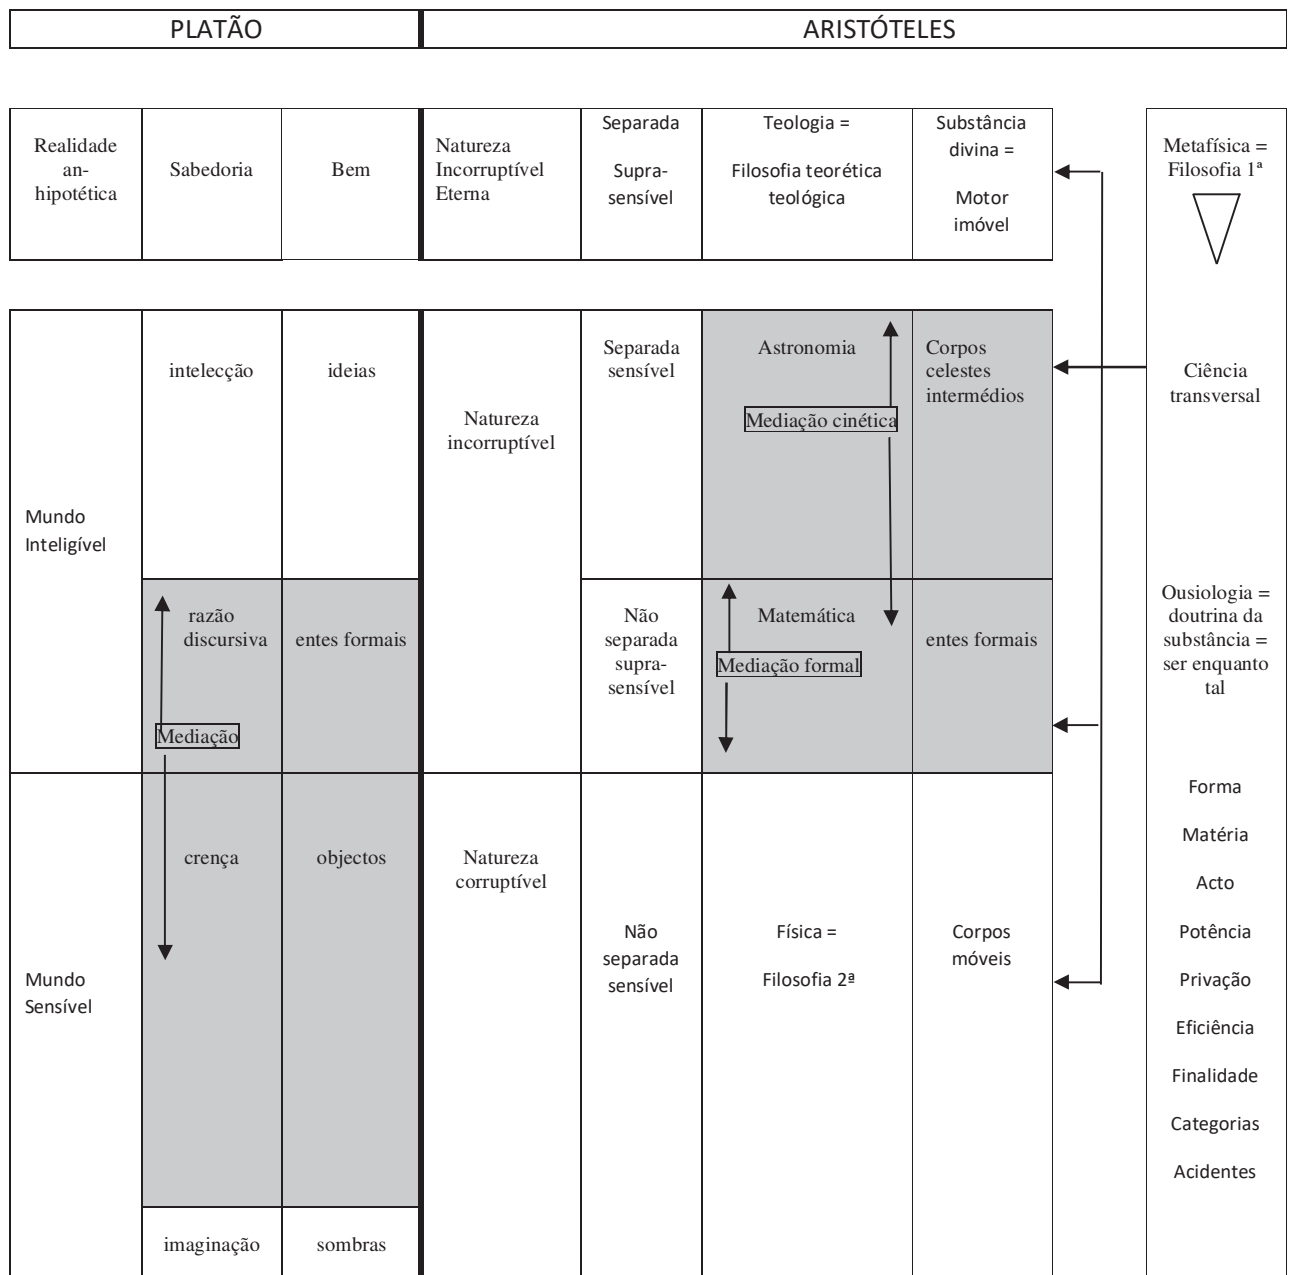 PLATÃO
ARISTÓTELES
Realidade
an-
hipotética
Sabedoria
Bem
Natureza
Incorruptível
Eterna
Separada
Supra-
sensível
Teologia =
Filosofia teorética
teológica
Substância
divina =
Motor
imóvel
Metafísica =
Filosofia 1ª
Mundo
Inteligível
intelecção
ideias
Natureza
incorruptível
Separada
sensível
Astronomia
Mediação cinética
Corpos
celestes
intermédios
Ciência
transversal
razão
discursiva
Mediação
entes formais
Não
separada
supra-
sensível
Matemática
Mediação formal
entes formais
Ousiologia =
doutrina da
substância =
ser enquanto
tal
Mundo
Sensível
crença
objectos
Natureza
corruptível
Não
separada
sensível
Física =
Filosofia 2ª
Corpos
móveis
Forma
Matéria
Acto
Potência
Privação
Eficiência
Finalidade
Categorias
Acidentes
imaginação
sombras